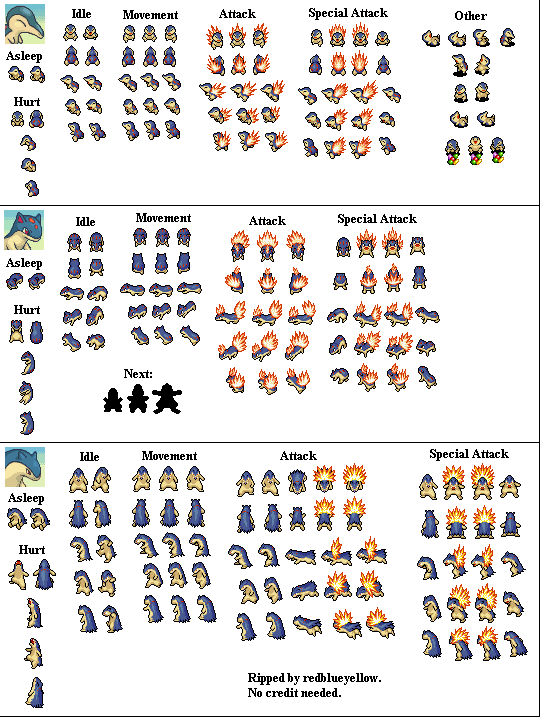 Idle
Movement
Attack
Special Attack
Other
Asleep
Hurt
Idle
Movement
Attack
Special Attack
Asleep
Hurt
Next:
Idle
Movement
Attack
Special Attack
Asleep
Hurt
Ripped by redblueyellow.
No credit needed.